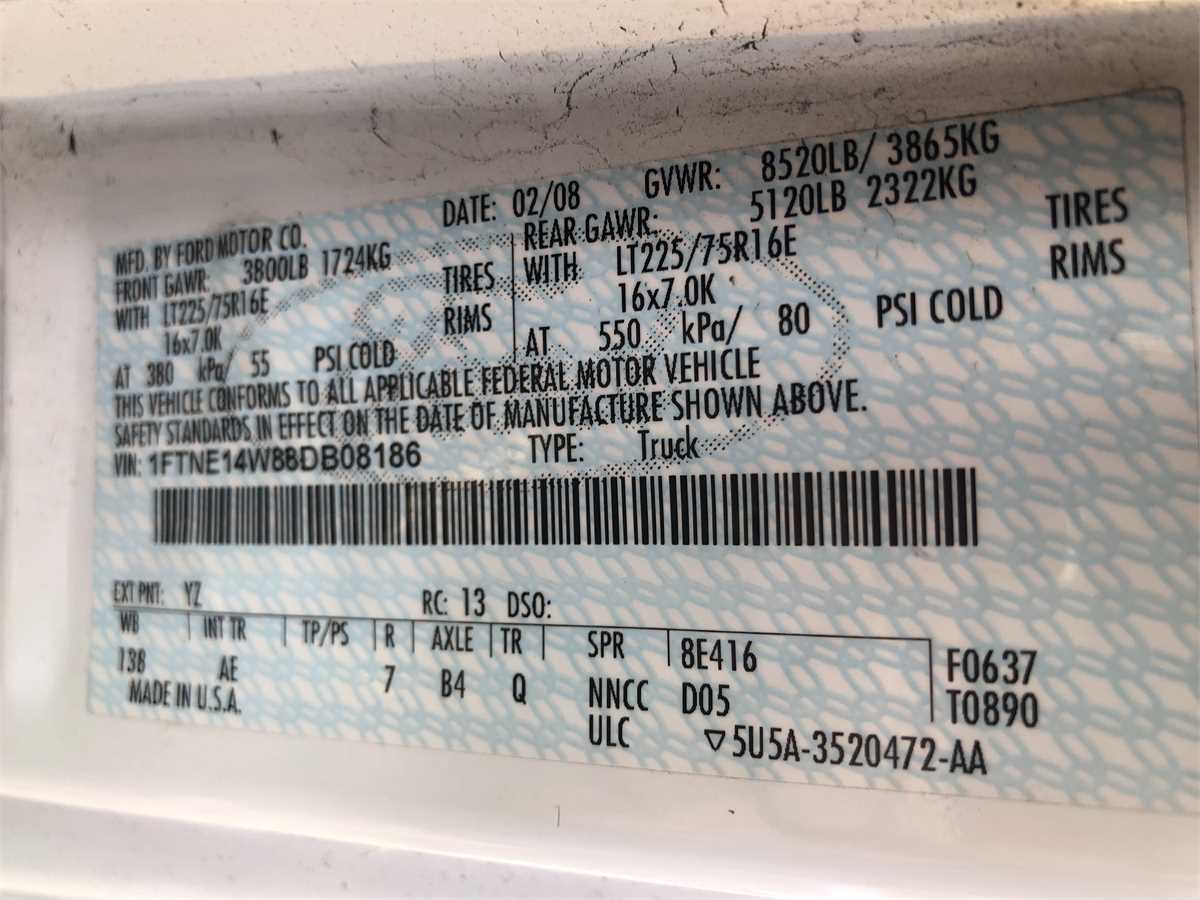 MFD. BY FORD MOTOR CO.
DATE: 02/08 GVWR: 8520LB/ 3865KG
FRONT GAWR: 3800LB 1724KG
REAR GAWR: 5120LB 2322KG
WITH LT225/75R16E TIRES
WITH LT225/75R16E TIRES
16x7.0K RIMS
16x7.0K RIMS
AT 380 kPa/ 55 PSI COLD
AT 550 kPa/ 80 PSI COLD
THIS VEHICLE CONFORMS TO ALL APPLICABLE FEDERAL MOTOR VEHICLE
SAFETY STANDARDS IN EFFECT ON THE DATE OF MANUFACTURE SHOWN ABOVE.
VIN: 1FTNE14W88DB08186 TYPE: Truck
EXT PNT: YZ RC: 13 DSO:
WB INT TR TP/PS R AXLE TR SPR 8E416 F0637
138 AE 7 B4 Q NNCC D05 T0890
MADE IN U.S.A. ULC ▽5U5A-3520472-AA